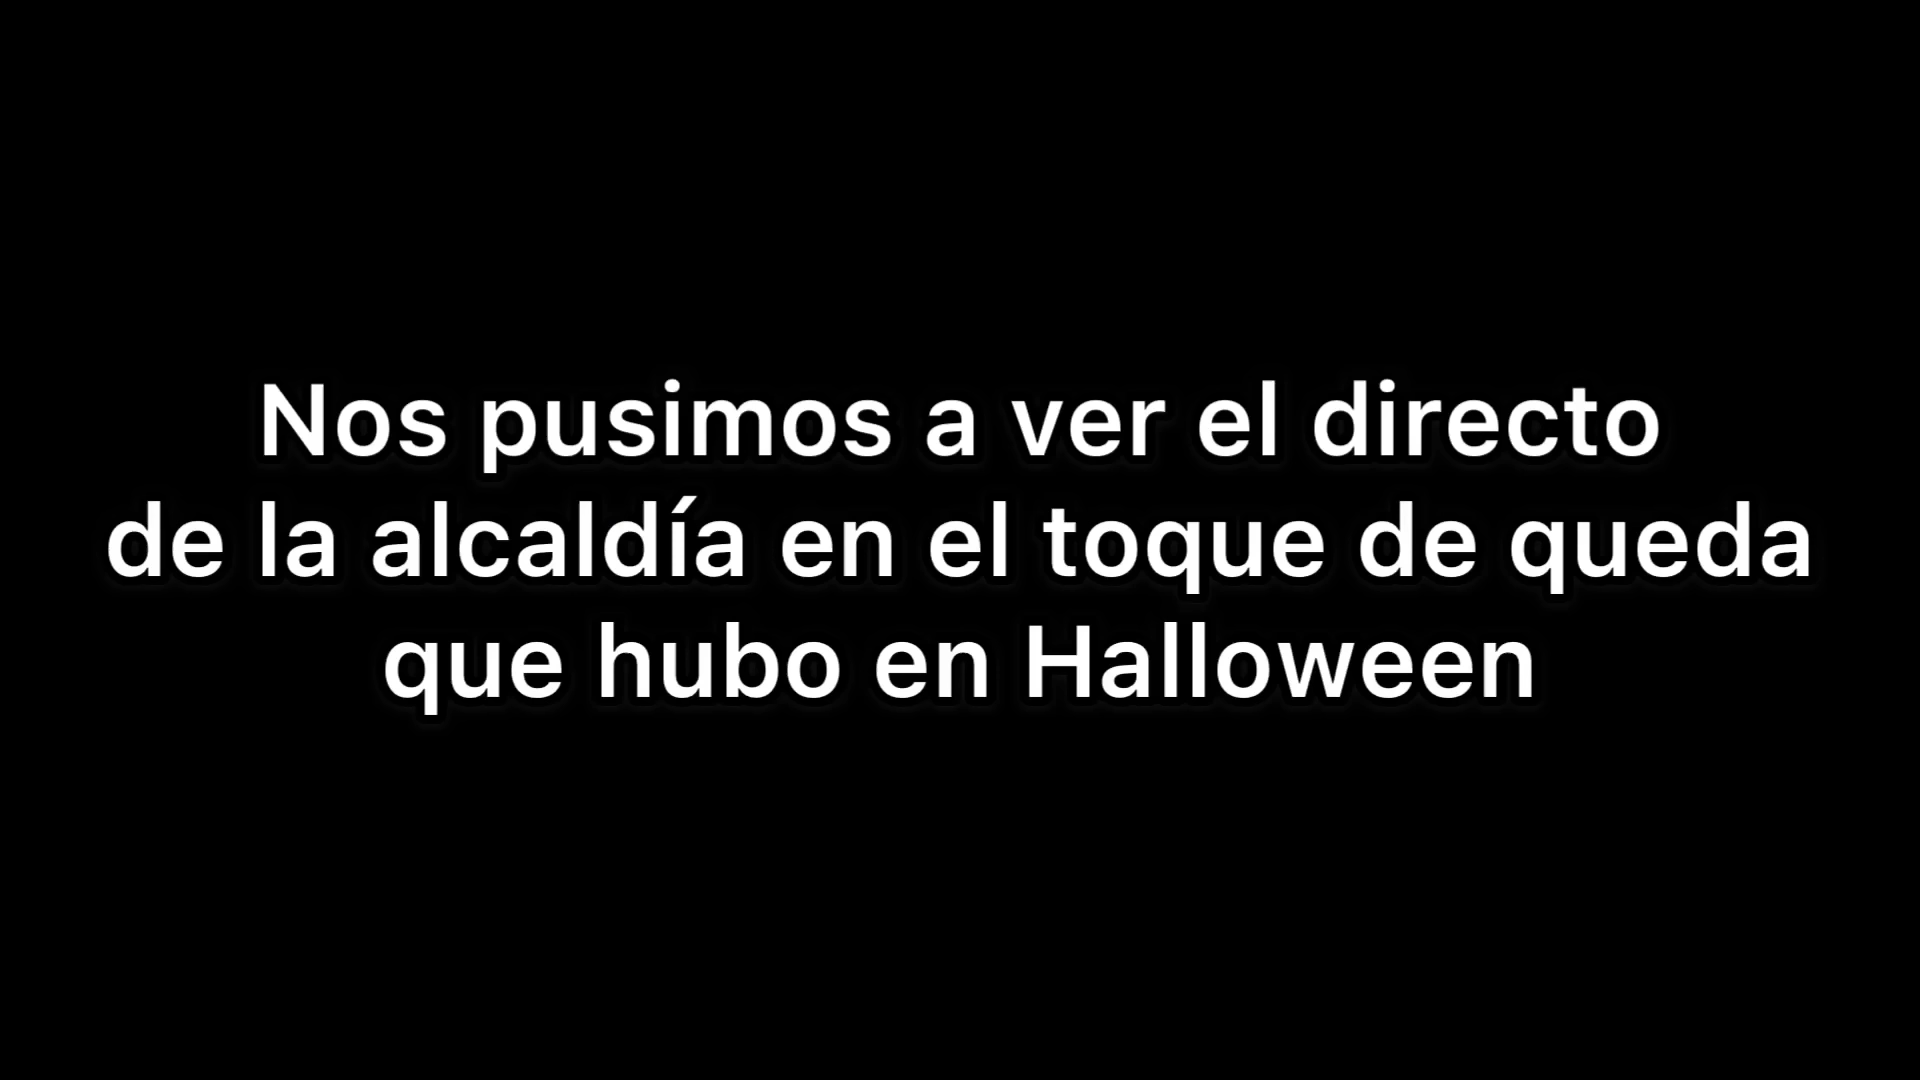 Nos pusimos a ver el directo
de la alcaldía en el toque de queda
que hubo en Halloween